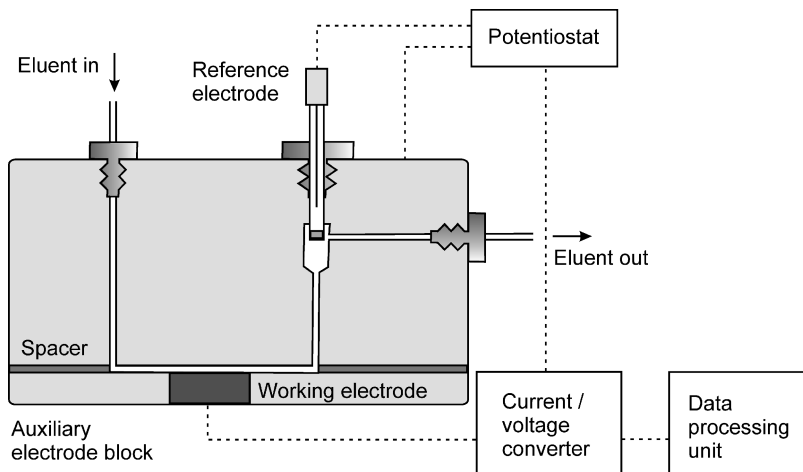 Eluent in
Reference
electrode
Potentiostat
Eluent out
Spacer
Working electrode
Auxiliary
electrode block
Current /
voltage
converter
Data
processing
unit